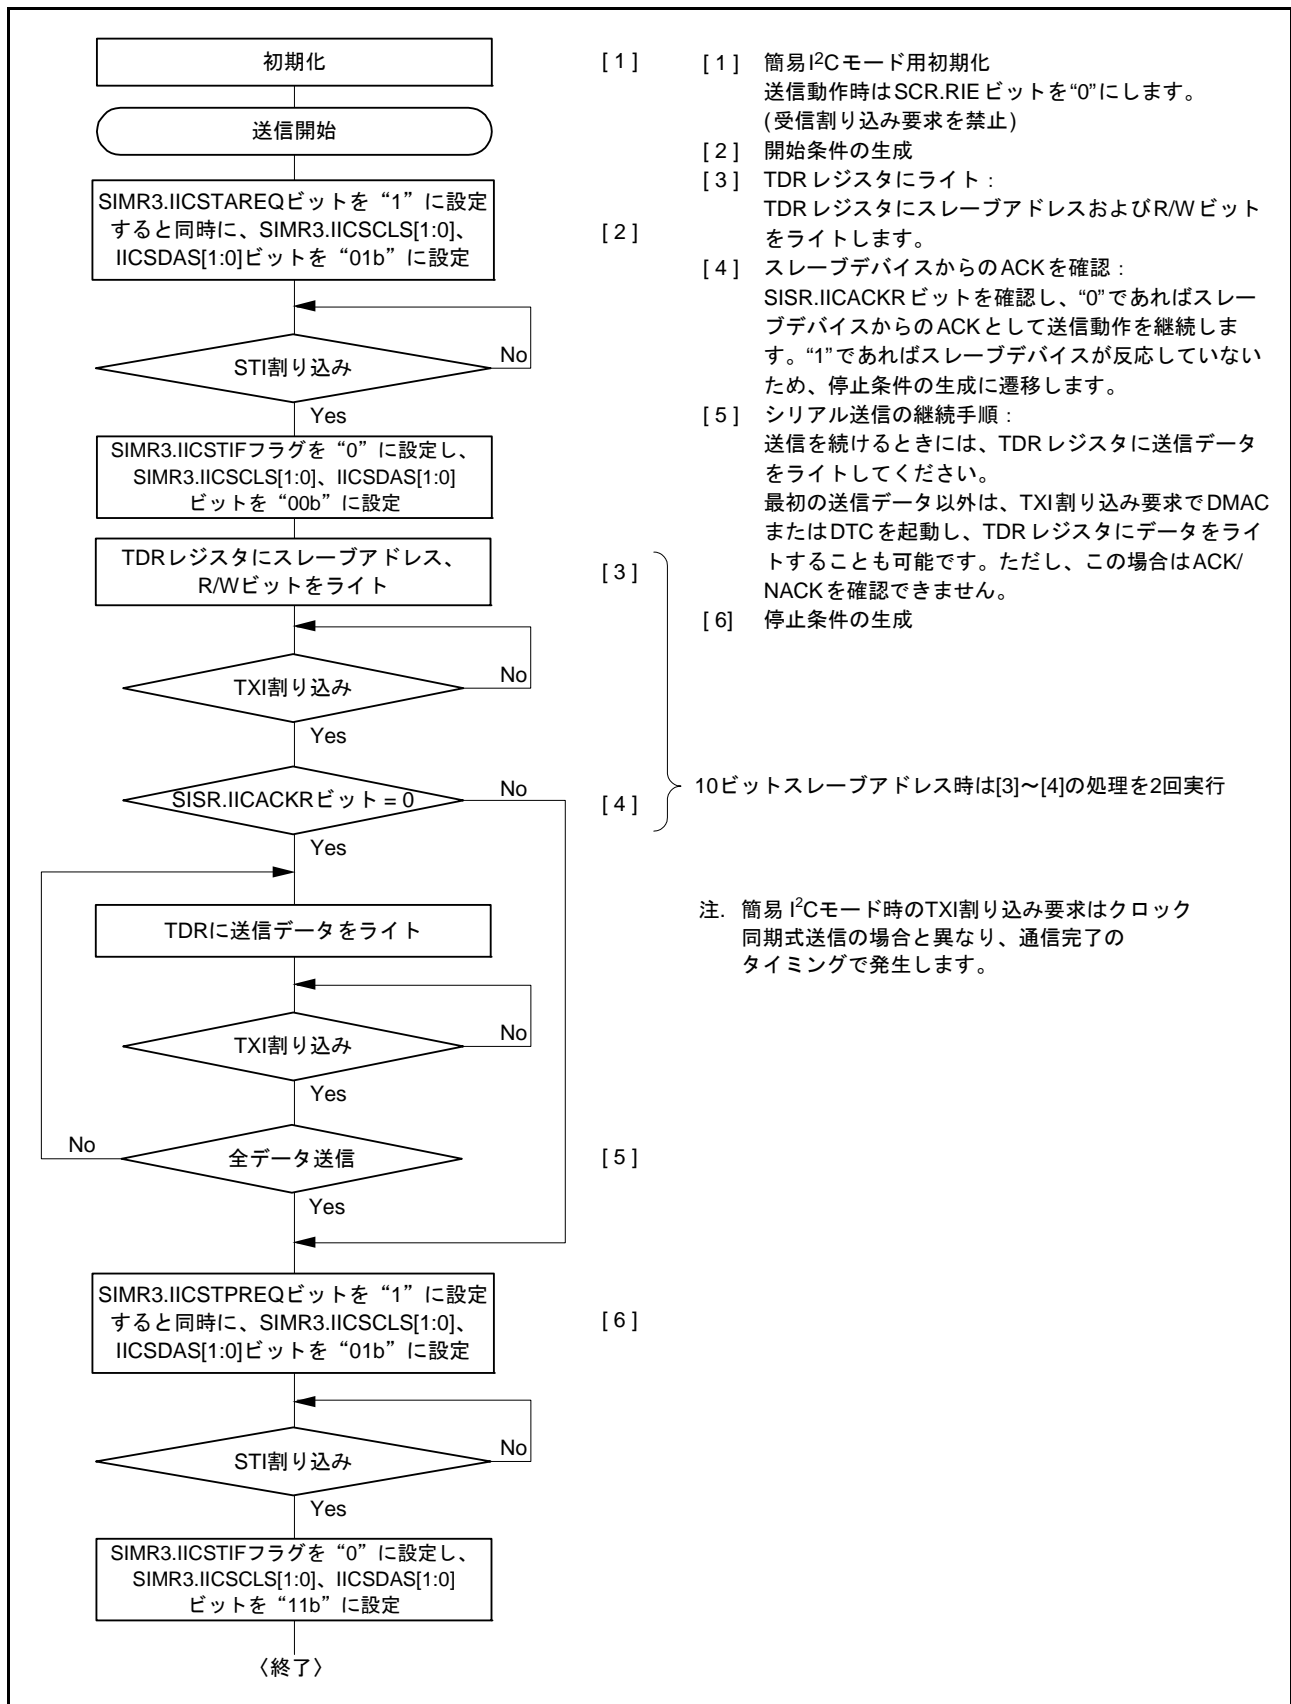 初期化
[ 1 ]
送信開始
SIMR3.IICSTAREQビットを“1”に設定
すると同時に、SIMR3.IICSCLS[1:0]、
IICSDAS[1:0]ビットを“01b”に設定
[ 2 ]
STI割り込み
No
Yes
SIMR3.IICSTIFフラグを“0”に設定し、
SIMR3.IICSCLS[1:0]、IICSDAS[1:0]
ビットを“00b”に設定
TDRレジスタにスレーブアドレス、
R/Wビットをライト
[ 3 ]
TXI割り込み
No
Yes
SISR.IICACKRビット = 0
No
[ 4 ]
Yes
10ビットスレーブアドレス時は[3]～[4]の処理を2回実行
TDRに送信データをライト
TXI割り込み
No
Yes
全データ送信
No
[ 5 ]
Yes
SIMR3.IICSTPREQビットを“1”に設定
すると同時に、SIMR3.IICSCLS[1:0]、
IICSDAS[1:0]ビットを“01b”に設定
[ 6 ]
STI割り込み
No
Yes
SIMR3.IICSTIFフラグを“0”に設定し、
SIMR3.IICSCLS[1:0]、IICSDAS[1:0]
ビットを“11b”に設定
〈終了〉
[ 1 ] 簡易I²Cモード用初期化
送信動作時はSCR.RIEビットを“0”にします。
(受信割り込み要求を禁止)
[ 2 ] 開始条件の生成
[ 3 ] TDRレジスタにライト：
TDRレジスタにスレーブアドレスおよびR/Wビット
をライトします。
[ 4 ] スレーブデバイスからのACKを確認：
SISR.IICACKRビットを確認し、“0”であればスレー
ブデバイスからのACKとして送信動作を継続しま
す。“1”であればスレーブデバイスが反応していない
ため、停止条件の生成に遷移します。
[ 5 ] シリアル送信の継続手順：
送信を続けるときには、TDRレジスタに送信データ
をライトしてください。
最初の送信データ以外は、TXI割り込み要求でDMAC
またはDTCを起動し、TDRレジスタにデータをライ
トすることも可能です。ただし、この場合はACK/
NACKを確認できません。
[ 6] 停止条件の生成
注. 簡易 I²Cモード時のTXI割り込み要求はクロック
同期式送信の場合と異なり、通信完了の
タイミングで発生します。